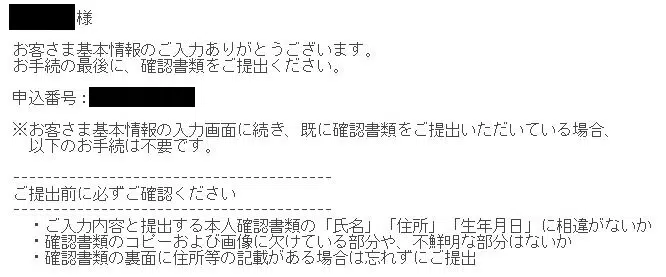 様
お客さま基本情報のご入力ありがとうございます。
お手続の最後に、確認書類をご提出ください。
申込番号：
※お客さま基本情報の入力画面に続き、既に確認書類をご提出いただいている場合、
以下のお手続は不要です。
----------------------------------------
ご提出前に必ずご確認ください
----------------------------------------
・ご入力内容と提出する本人確認書類の「氏名」「住所」「生年月日」に相違がないか
・確認書類のコピーおよび画像に欠けている部分や、不鮮明な部分はないか
・確認書類の裏面に住所等の記載がある場合は忘れずにご提出